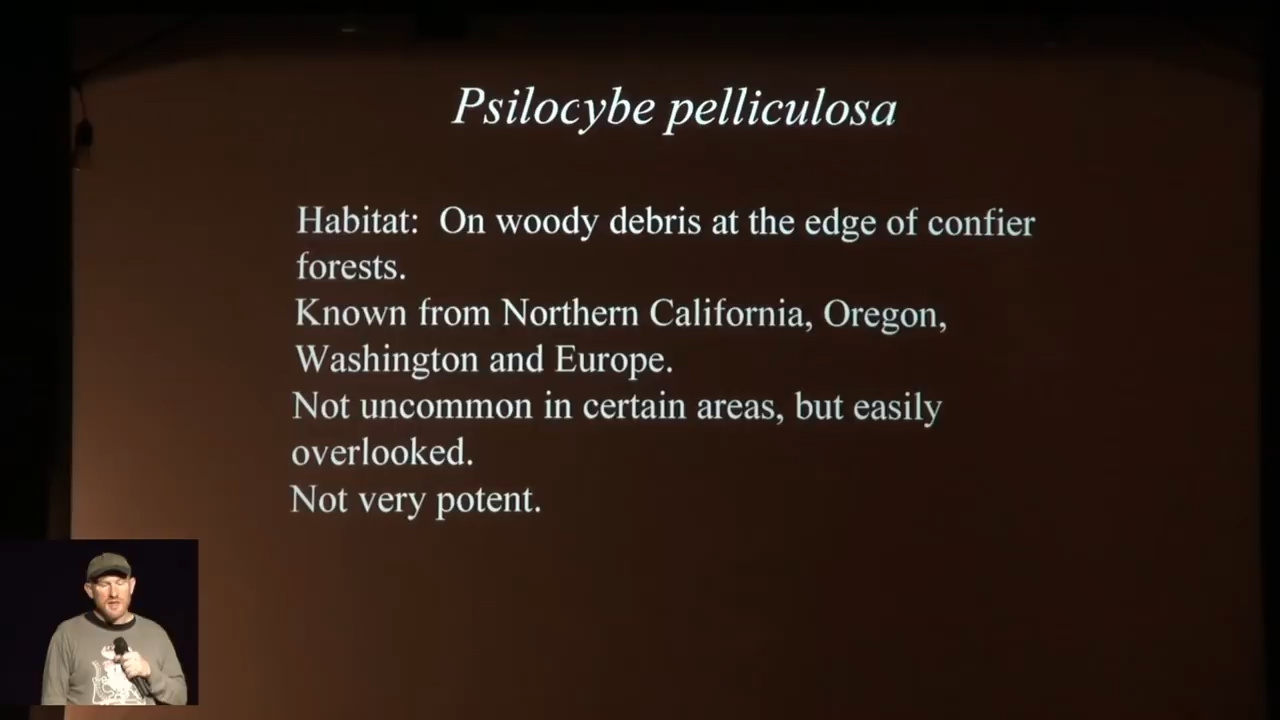 Psilocybe pelliculosa
Habitat: On woody debris at the edge of confier
forests.
Known from Northern California, Oregon,
Washington and Europe.
Not uncommon in certain areas, but easily
overlooked.
Not very potent.